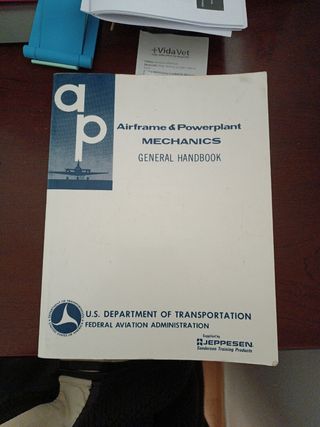 +VidaVet
ap
Airframe & Powerplant
MECHANICS
GENERAL HANDBOOK
U.S. DEPARTMENT OF TRANSPORTATION
FEDERAL AVIATION ADMINISTRATION
Supplied by
JEPPESEN
Sanderson Training Products